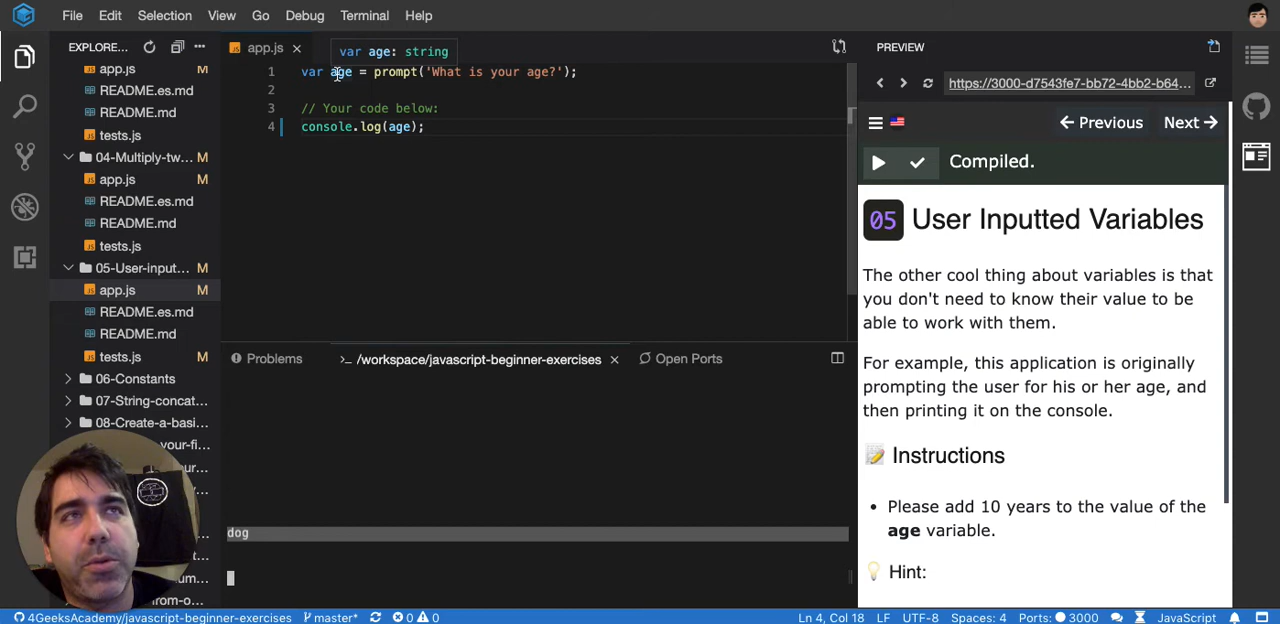 File Edit Selection View Go Debug Terminal Help
EXPLORE...
app.js M
README.es.md
README.md
tests.js
04-Multiply-tw... M
app.js M
README.es.md
README.md
tests.js M
05-User-input... M
app.js M
README.es.md
README.md
tests.js M
06-Constants
07-String-concat...
08-Create-a-basi...
your-fi...
from-o...
app.js
var age: string
1 var age = prompt('What is your age?');
2
3 // Your code below:
4 console.log(age);
Problems
/workspace/javascript-beginner-exercises
Open Ports
dog
PREVIEW
https://3000-d7543fe7-bb72-4bb2-b64...
Previous Next
Compiled.
05 User Inputted Variables
The other cool thing about variables is that
you don't need to know their value to be
able to work with them.
For example, this application is originally
prompting the user for his or her age, and
then printing it on the console.
Instructions
• Please add 10 years to the value of the
age variable.
Hint:
4GeeksAcademy/javascript-beginner-exercises master* 0 0 Ln 4, Col 18 LF UTF-8 Spaces: 4 Ports: 3000 JavaScript